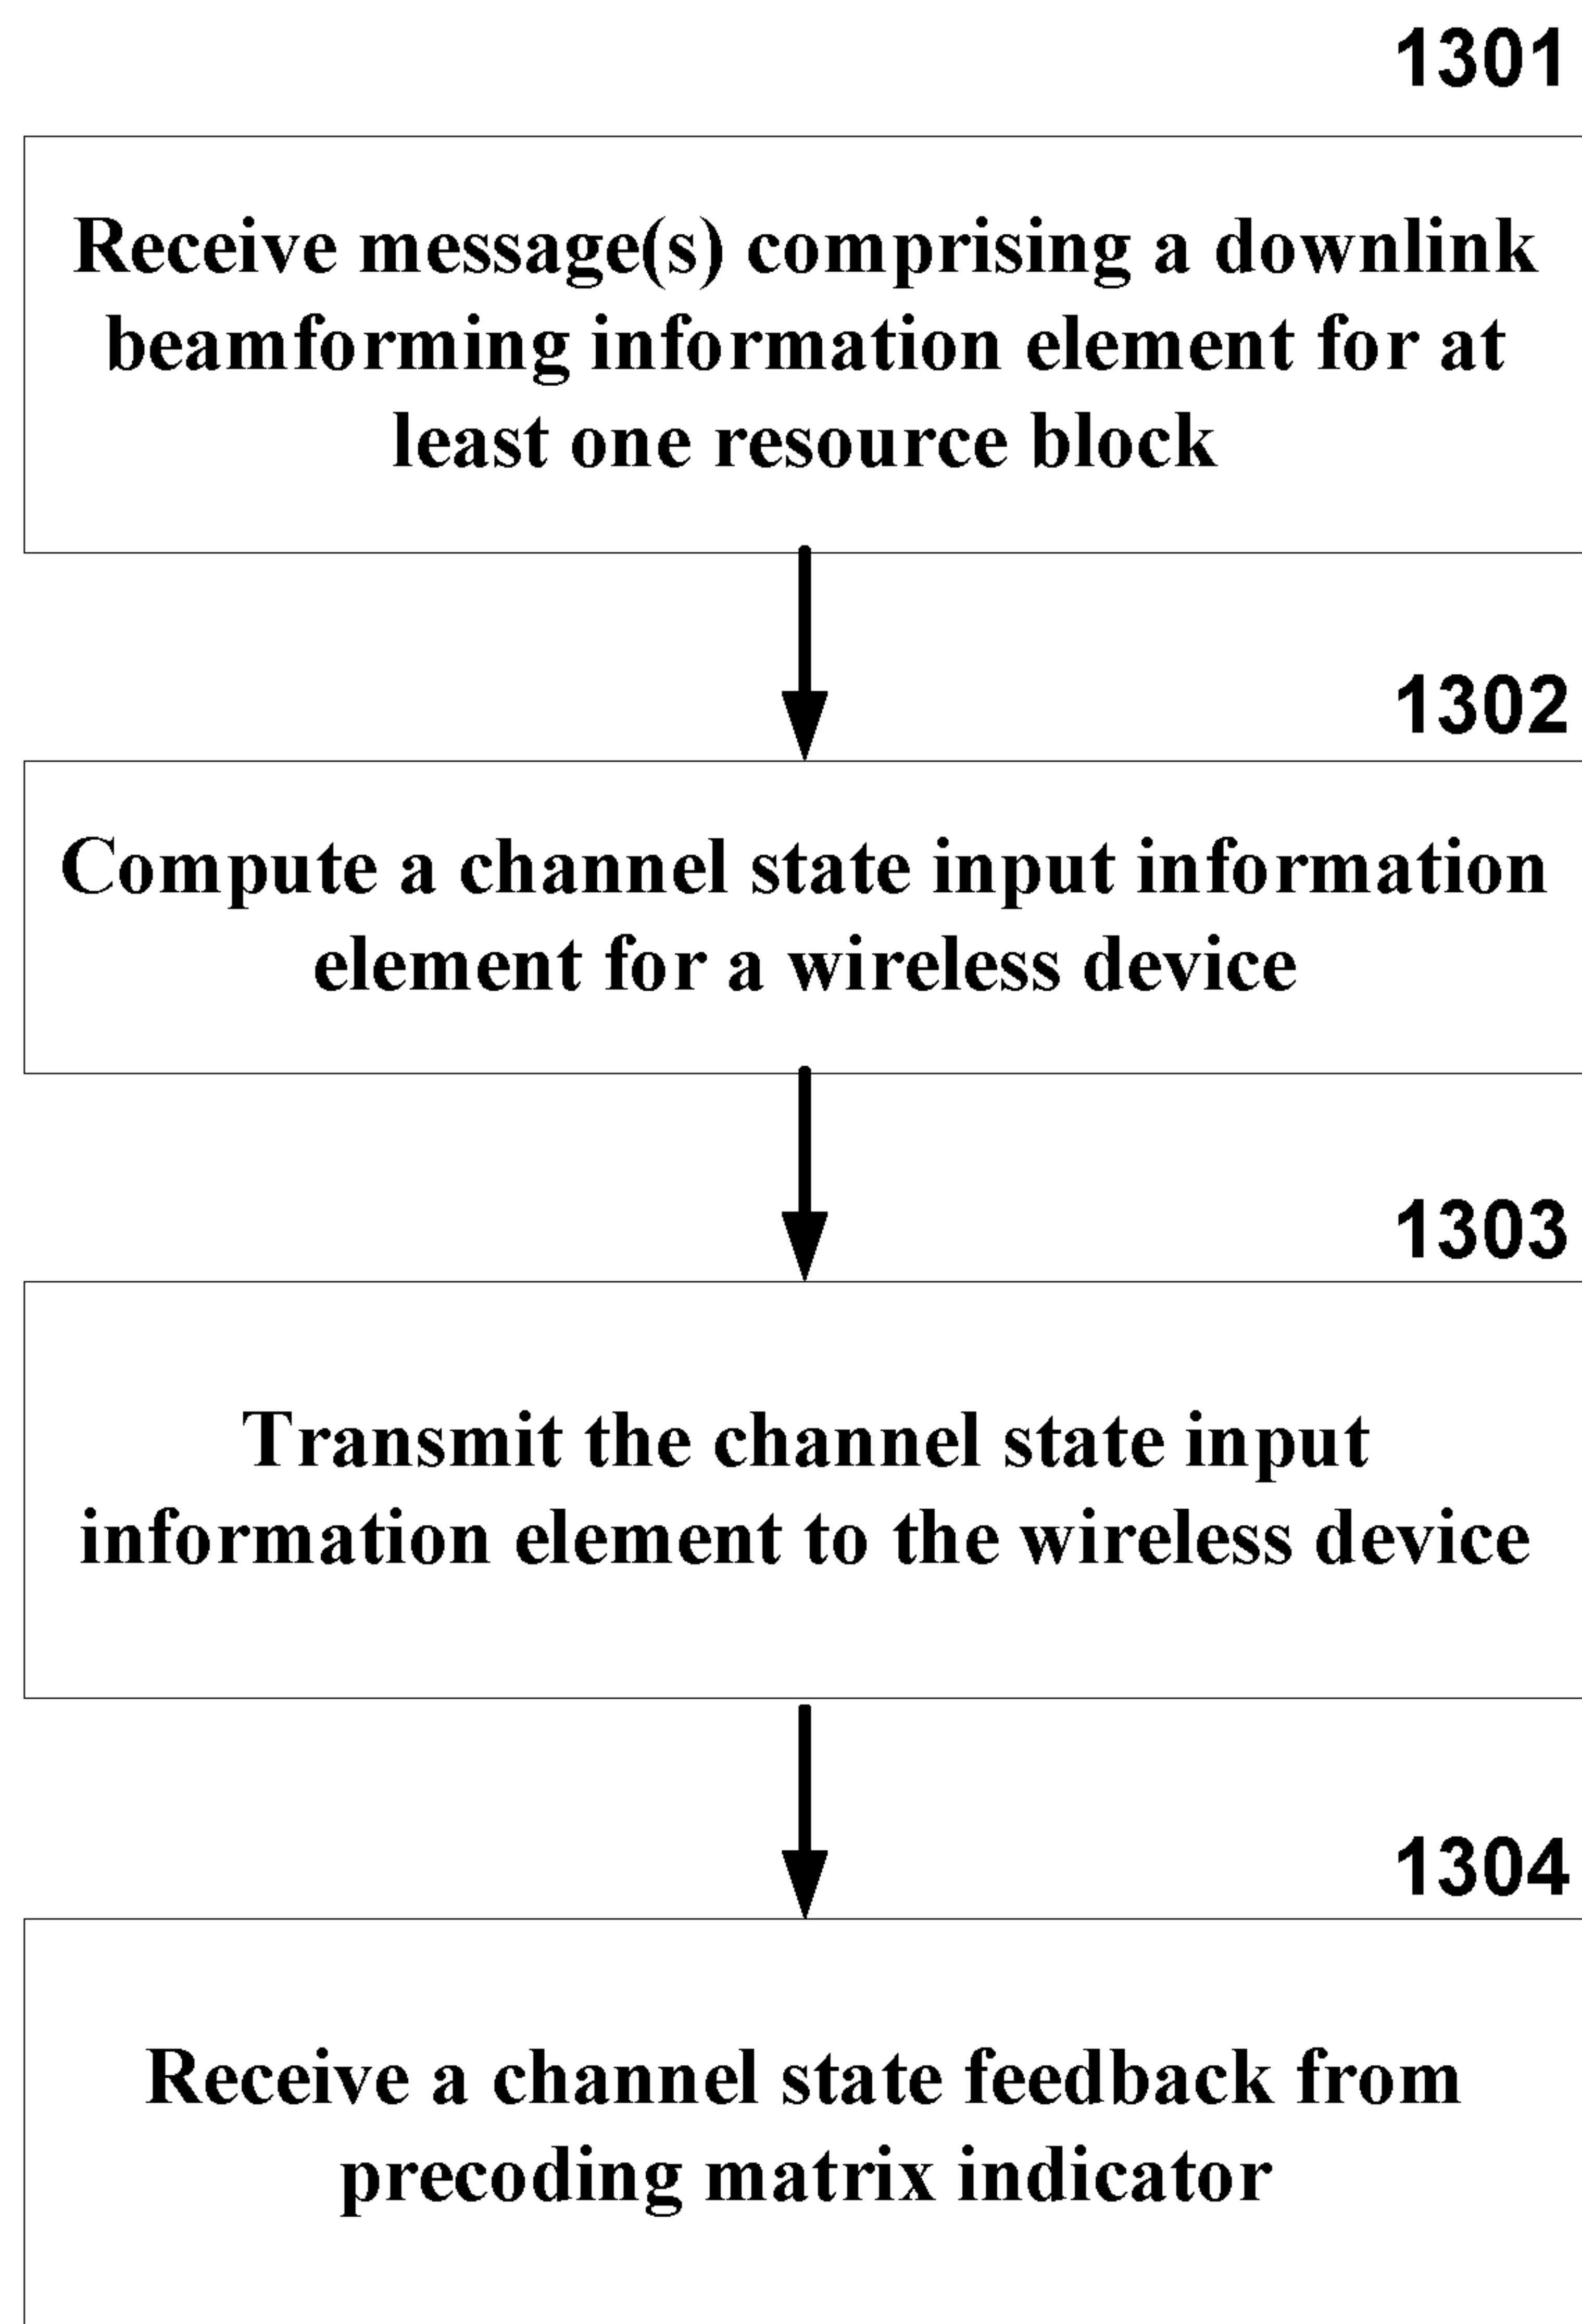 1301
Receive message(s) comprising a downlink
beamforming information element for at
least one resource block
1302
Compute a channel state input information
element for a wireless device
1303
Transmit the channel state input
information element to the wireless device
1304
Receive a channel state feedback from
precoding matrix indicator